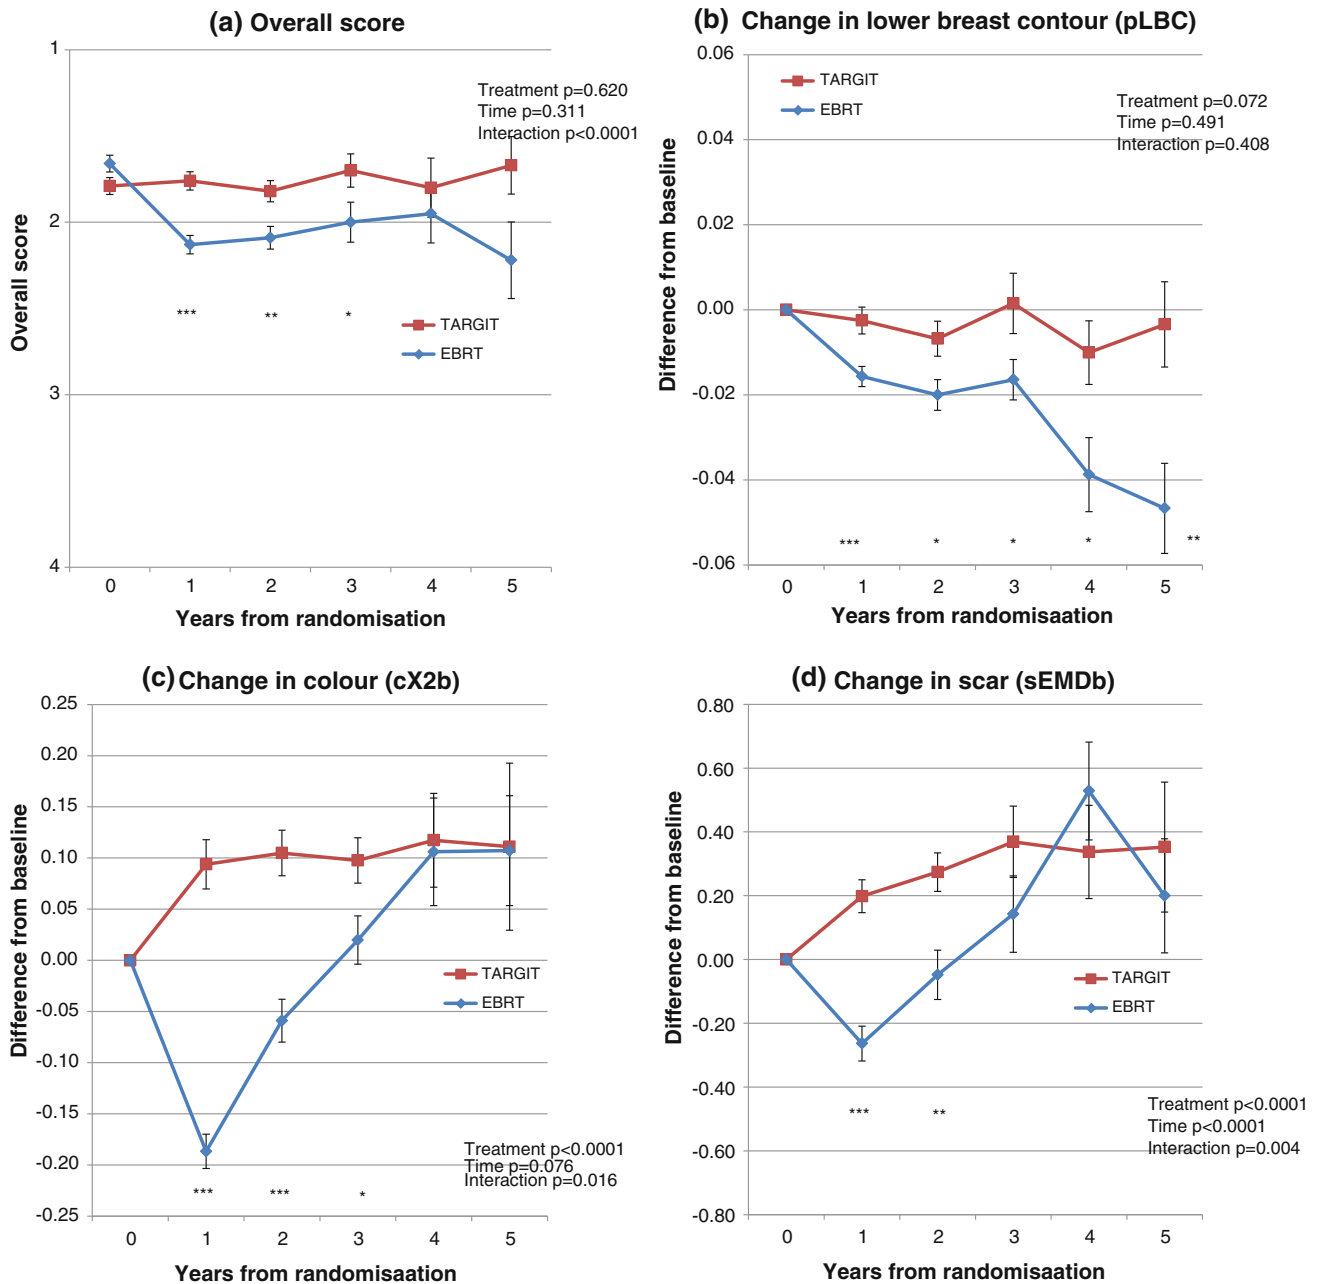 (a) Overall score
1
2
3
4
Overall score
Treatment p=0.620
Time p=0.311
Interaction p<0.0001
TARGIT
EBRT
***
**
*
0 1 2 3 4 5
Years from randomisation
(b) Change in lower breast contour (pLBC)
0.06
0.04
0.02
0.00
-0.02
-0.04
-0.06
Difference from baseline
TARGIT
EBRT
Treatment p=0.072
Time p=0.491
Interaction p=0.408
***
*
*
*
**
0 1 2 3 4 5
Years from randomisaation
(c) Change in colour (cX2b)
0.25
0.20
0.15
0.10
0.05
0.00
-0.05
-0.10
-0.15
-0.20
-0.25
Difference from baseline
TARGIT
EBRT
Treatment p<0.0001
Time p=0.076
Interaction p=0.016
***
***
*
0 1 2 3 4 5
Years from randomisaation
(d) Change in scar (sEMDb)
0.80
0.60
0.40
0.20
0.00
-0.20
-0.40
-0.60
-0.80
Difference from baseline
TARGIT
EBRT
***
**
Treatment p<0.0001
Time p<0.0001
Interaction p=0.004
0 1 2 3 4 5
Years from randomisaation